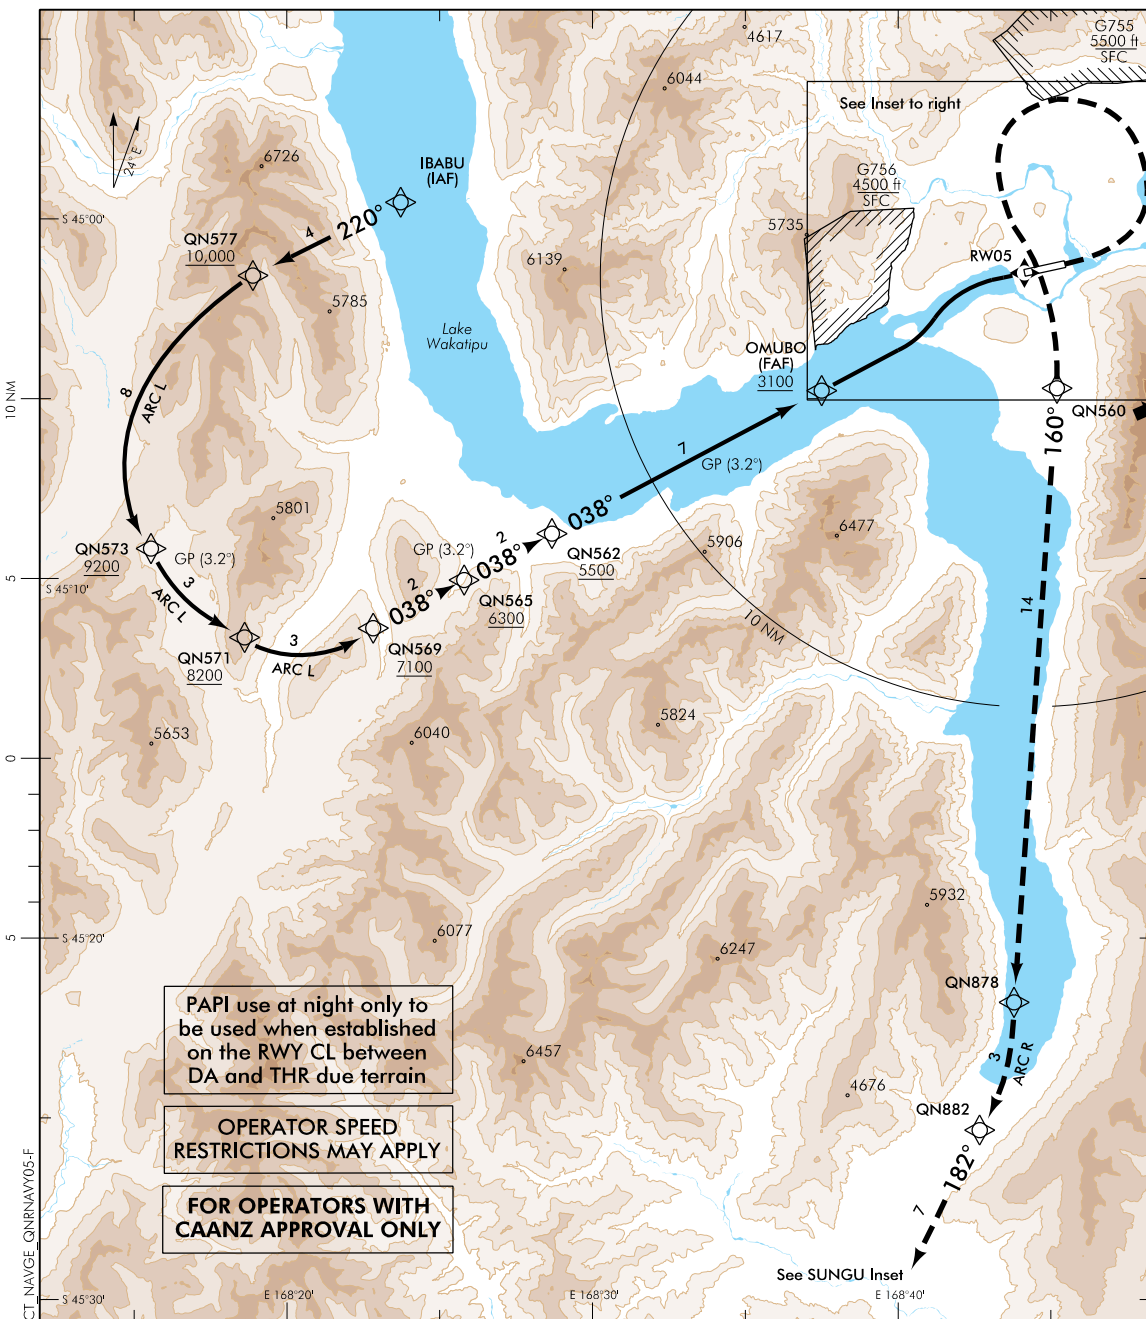 4617
G755
5500 ft
SFC
6044
See Inset to right
24° E
6726
IBABU
(IAF)
G756
4500 ft
SFC
S 45°00'
220°
4
QN577
10,000
5735
6139
RW05
5785
Lake
Wakatipu
OMUBO
(FAF)
3100
8
ARC L
10 NM
QN560
160°
7
GP (3.2°)
5801
038°
6477
QN573
9200
GP (3.2°)
GP (3.2°)
2
038°
QN562
5500
5906
5
S 45°10'
3
ARC L
2
038°
QN565
6300
14
10 NM
QN571
8200
3
ARC L
QN569
7100
5653
6040
5824
0
5932
5
S 45°20'
6077
6247
QN878
PAPI use at night only to
be used when established
on the RWY CL between
DA and THR due terrain
6457
3
ARC R
4676
QN882
OPERATOR SPEED
RESTRICTIONS MAY APPLY
182°
FOR OPERATORS WITH
CAANZ APPROVAL ONLY
7
See SUNGU Inset
CT_NAVGE_QNRNAVY05-F
S 45°30'
E 168°20'
E 168°30'
E 168°40'